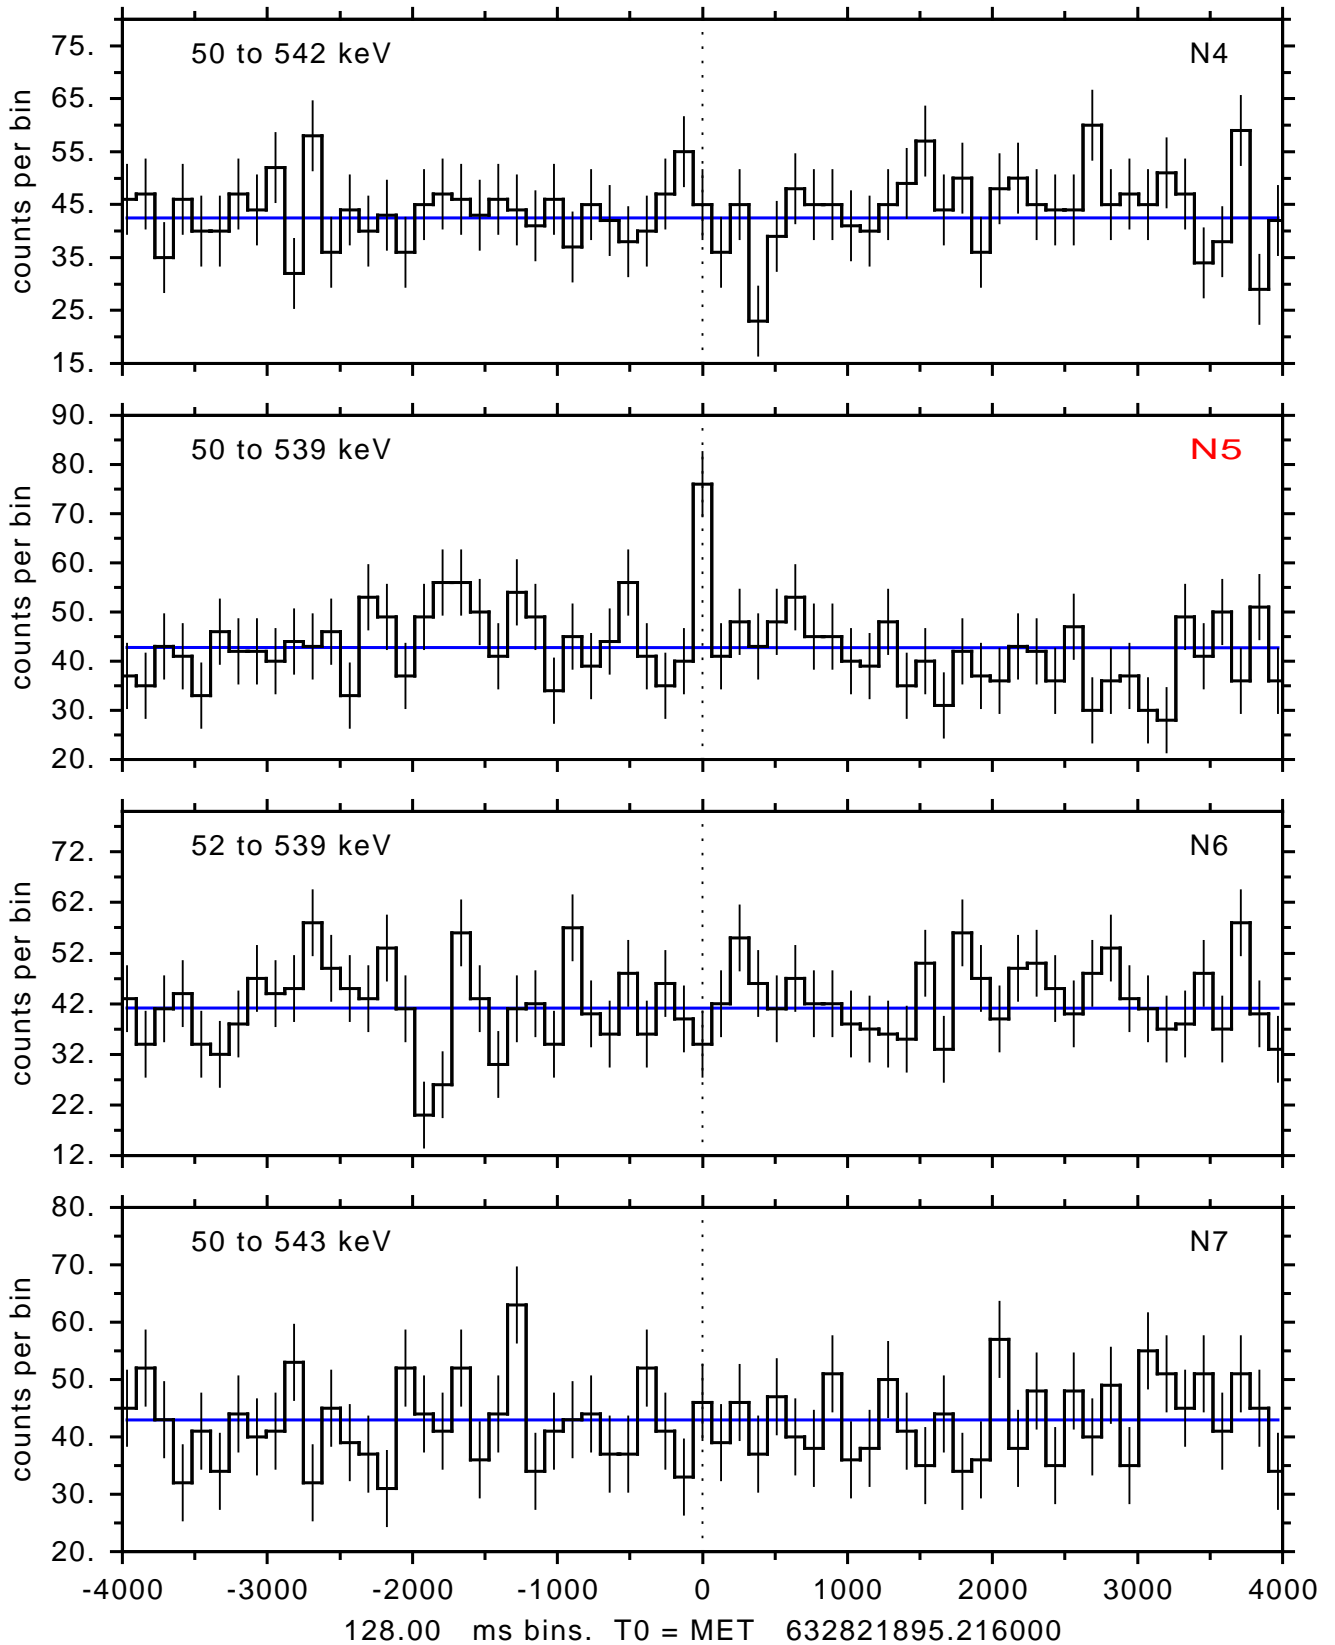 50 to 542 keV N4
counts per bin
75.
65.
55.
45.
35.
25.
15.
50 to 539 keV N5
counts per bin
90.
80.
70.
60.
50.
40.
30.
20.
52 to 539 keV N6
counts per bin
72.
62.
52.
42.
32.
22.
12.
50 to 543 keV N7
counts per bin
80.
70.
60.
50.
40.
30.
20.
-4000 -3000 -2000 -1000 0 1000 2000 3000 4000
128.00 ms bins. T0 = MET 632821895.216000